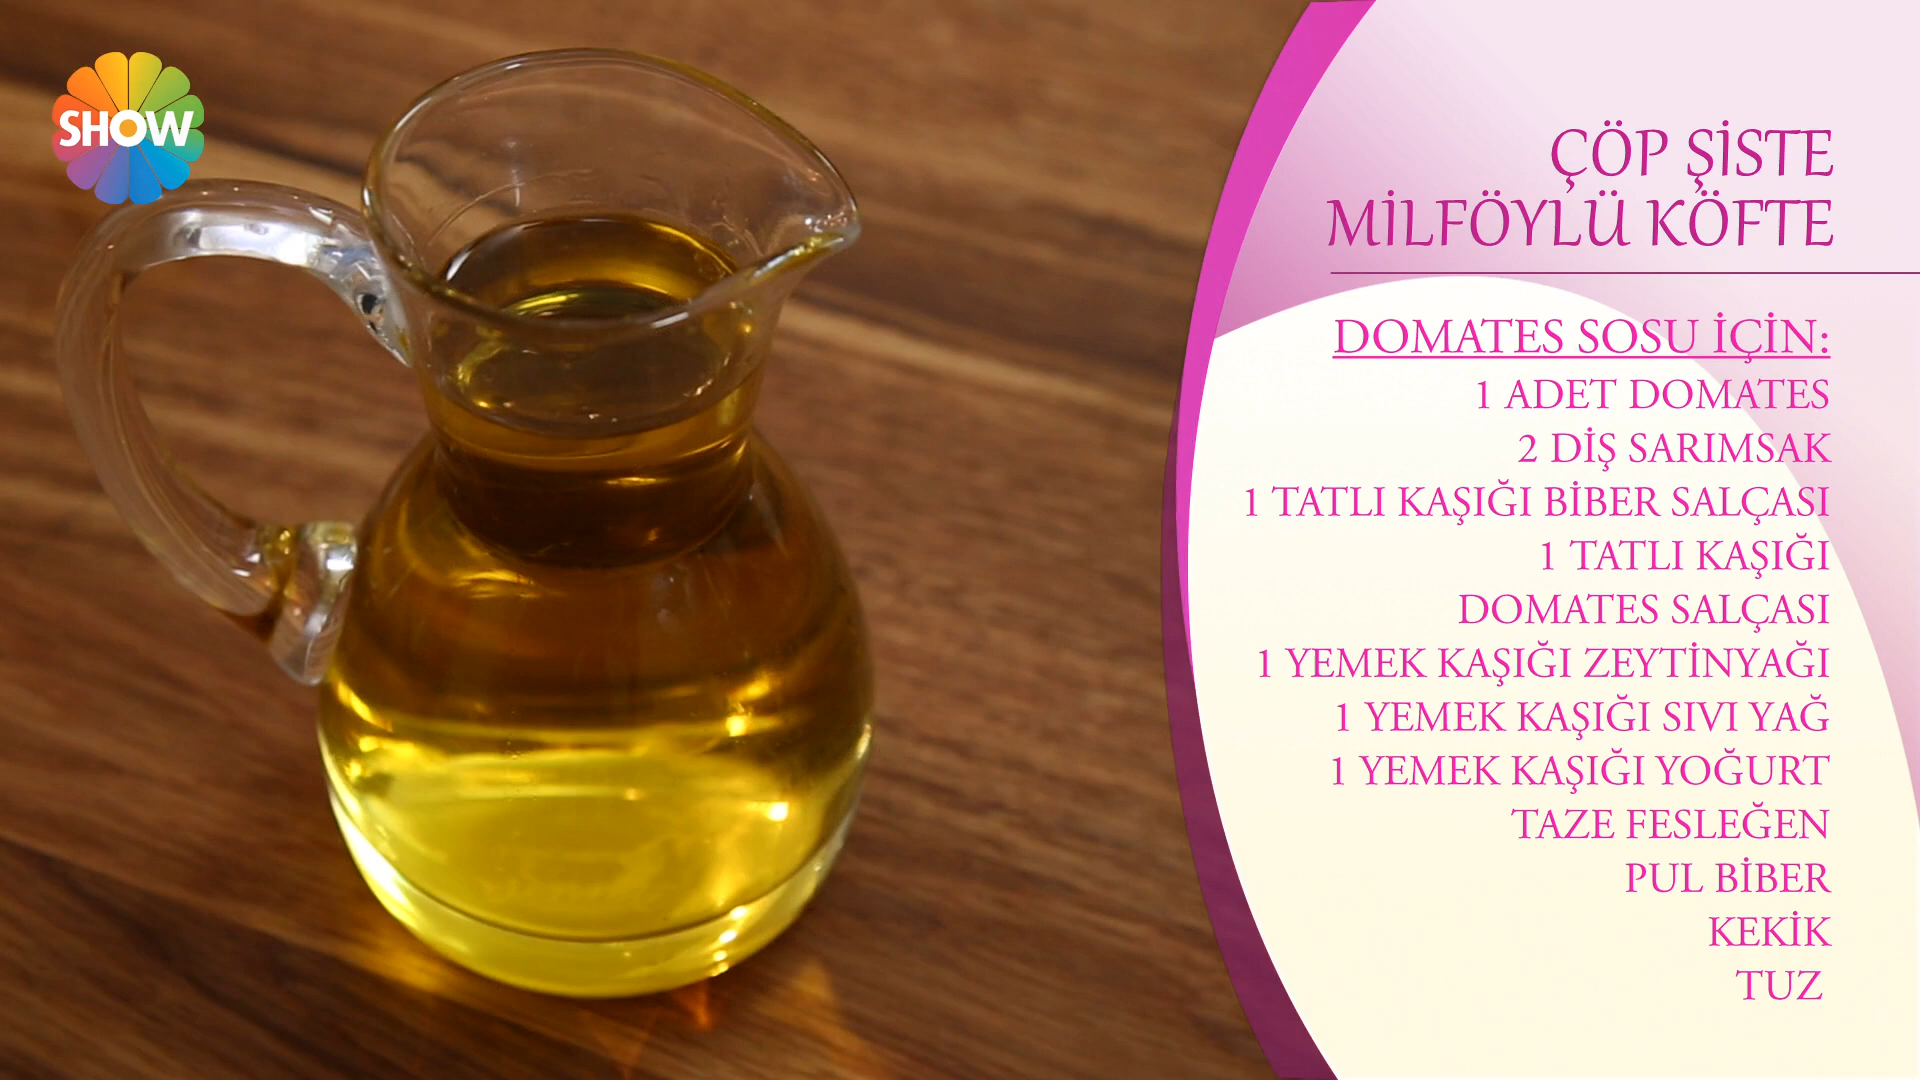 SHOW
ÇÖP ŞİSTE
MİLFÖYLÜ KÖFTE
DOMATES SOSU İÇİN:
1 ADET DOMATES
2 DİŞ SARIMSAK
1 TATLI KAŞIĞI BİBER SALÇASI
1 TATLI KAŞIĞI
DOMATES SALÇASI
1 YEMEK KAŞIĞI ZEYTİNYAĞI
1 YEMEK KAŞIĞI SIVI YAĞ
1 YEMEK KAŞIĞI YOĞURT
TAZE FESLEĞEN
PUL BİBER
KEKİK
TUZ